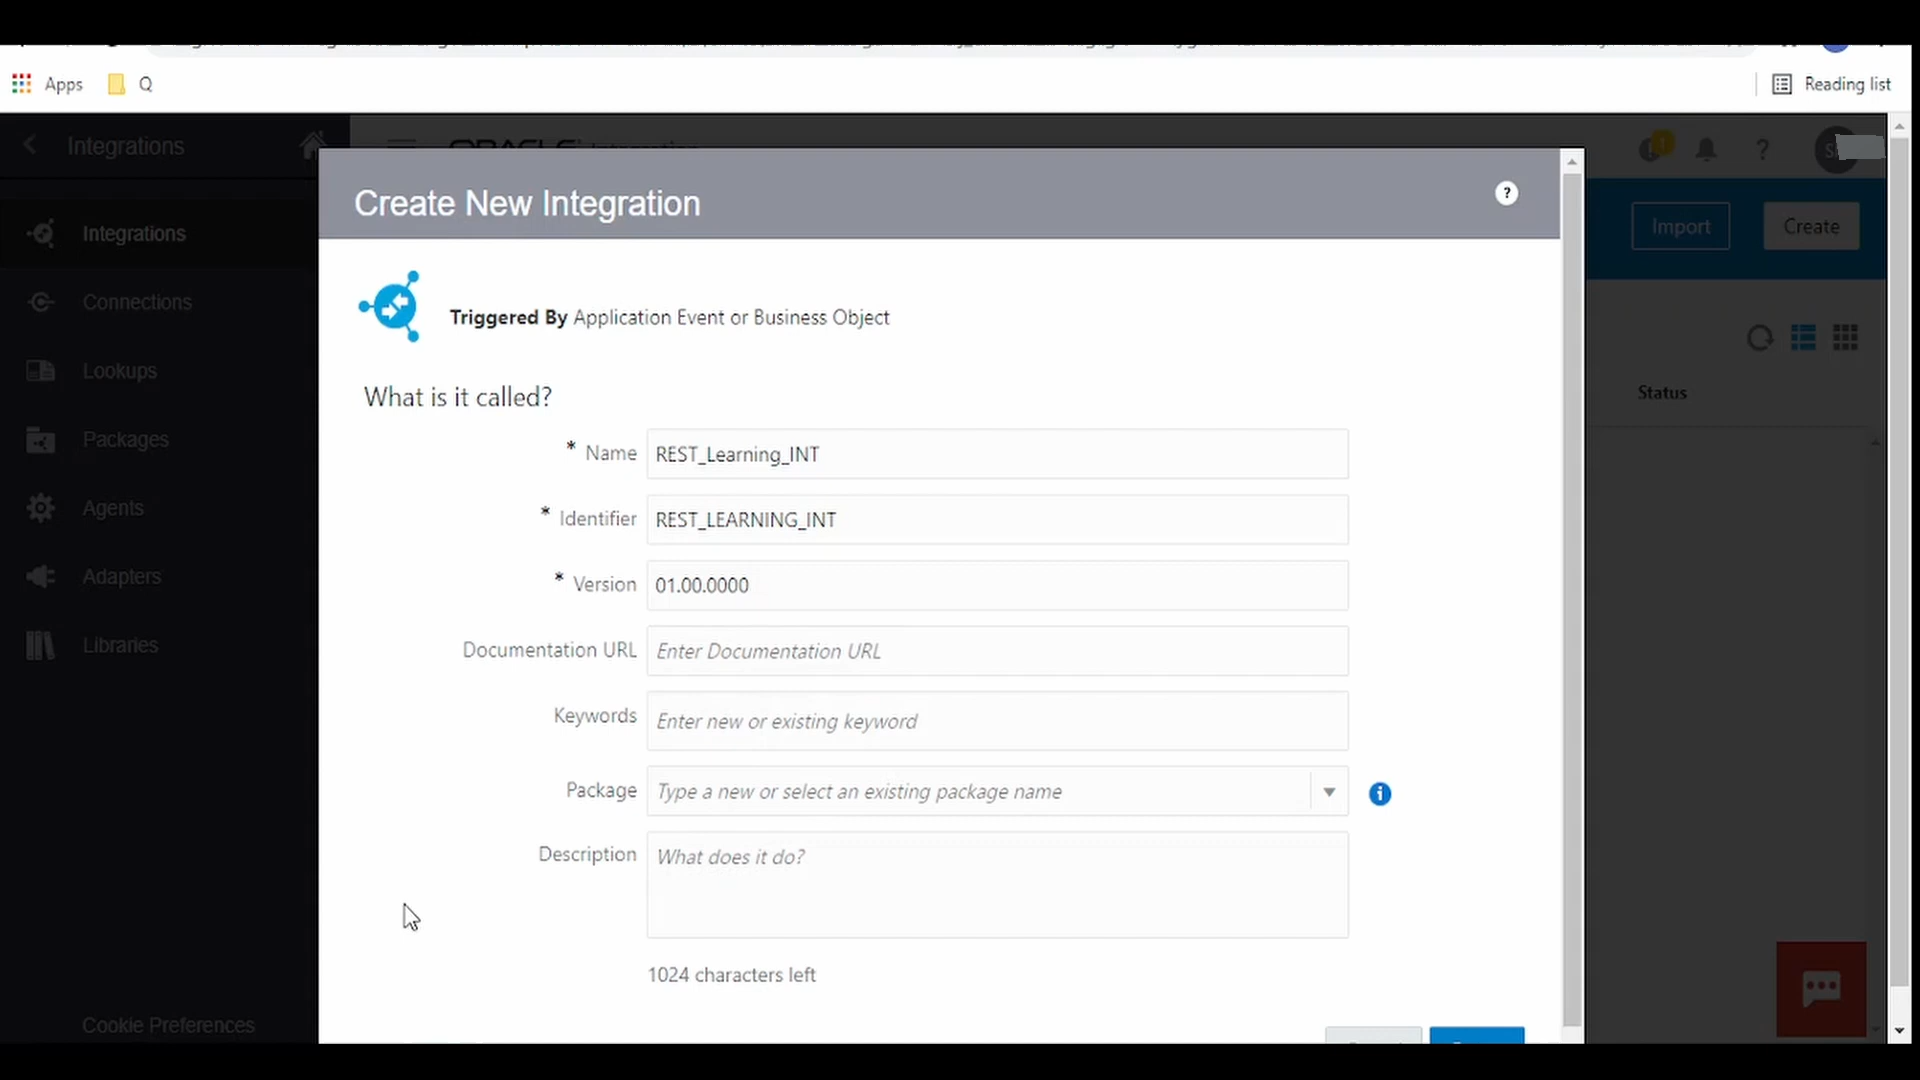 Apps
Q
Reading list
Integrations
Create New Integration
?
?
Import
Create
Integrations
Triggered By Application Event or Business Object
Connections
Lookups
What is it called?
Status
Packages
* Name REST_Learning_INT
Agents
* Identifier REST_LEARNING_INT
Adapters
* Version 01.00.0000
Libraries
Documentation URL Enter Documentation URL
Keywords Enter new or existing keyword
Package Type a new or select an existing package name
Description What does it do?
1024 characters left
Cookie Preferences